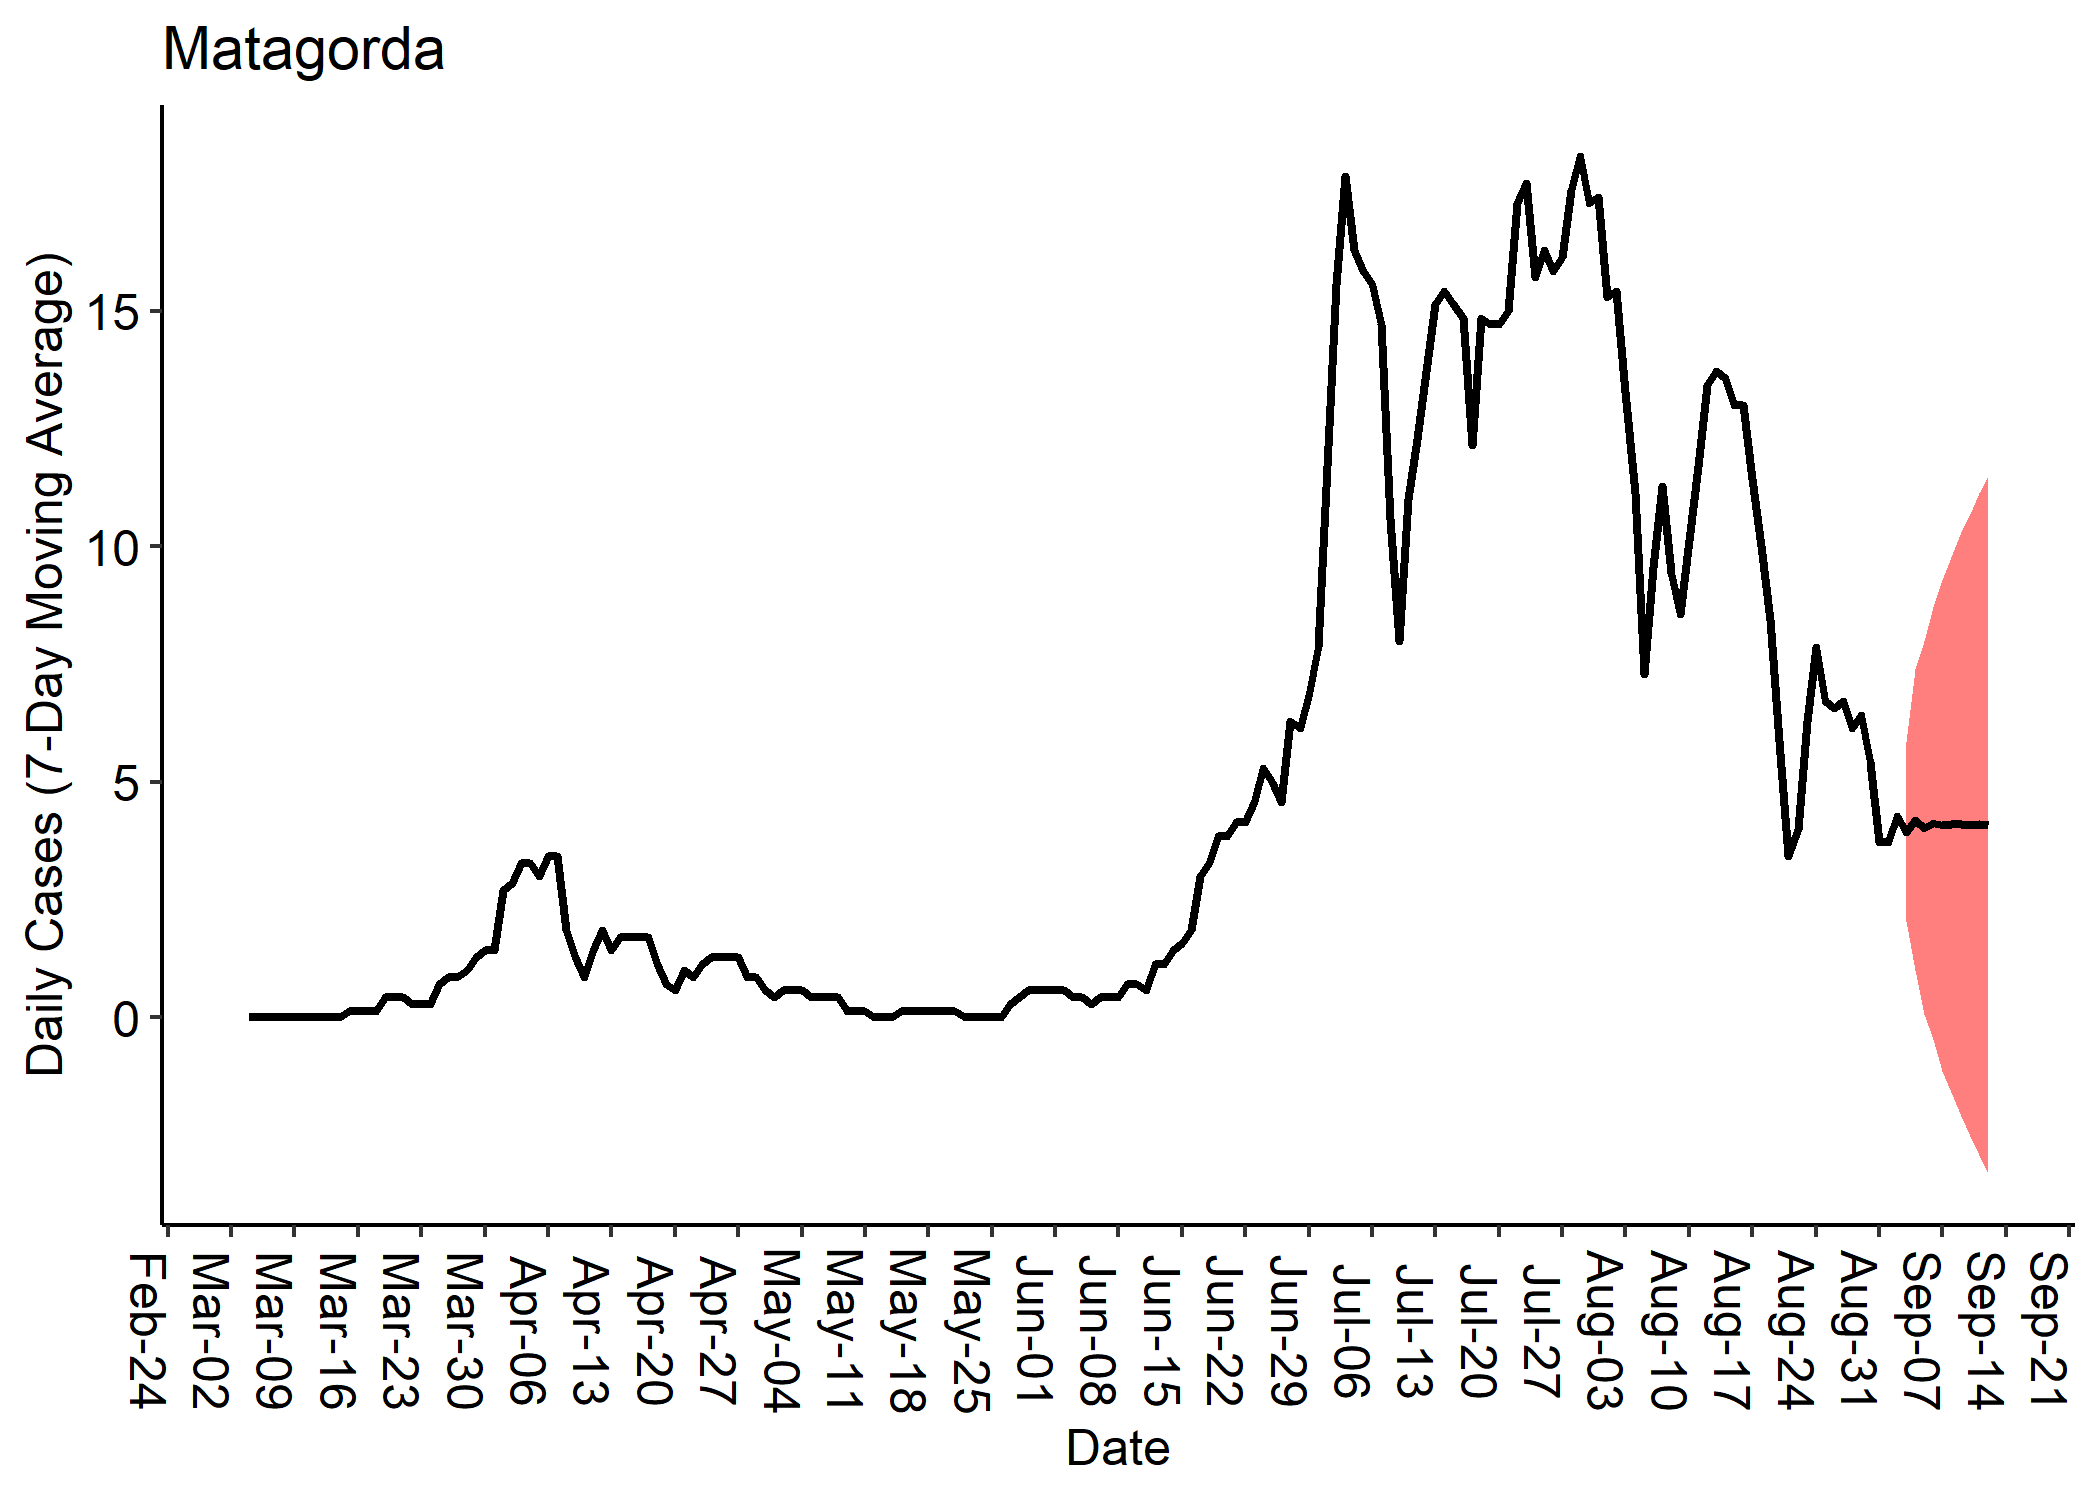 Matagorda
Daily Cases (7-Day Moving Average)
15
10
5
0
Feb-24
Mar-02
Mar-09
Mar-16
Mar-23
Mar-30
Apr-06
Apr-13
Apr-20
Apr-27
May-04
May-11
May-18
May-25
Jun-01
Jun-08
Jun-15
Jun-22
Jun-29
Jul-06
Jul-13
Jul-20
Jul-27
Aug-03
Aug-10
Aug-17
Aug-24
Aug-31
Sep-07
Sep-14
Sep-21
Date